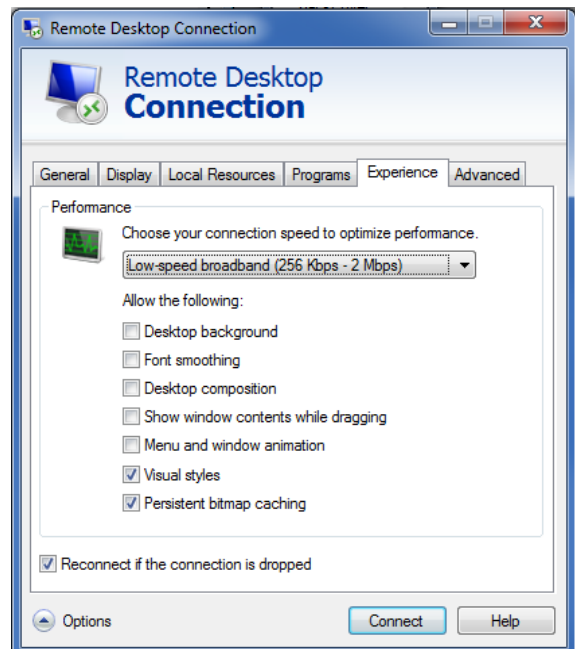 Remote Desktop Connection
Remote Desktop
Connection
General Display Local Resources Programs Experience Advanced
Performance
Choose your connection speed to optimize performance.
Low-speed broadband (256 Kbps - 2 Mbps)
Allow the following:
Desktop background
Font smoothing
Desktop composition
Show window contents while dragging
Menu and window animation
Visual styles
Persistent bitmap caching
Reconnect if the connection is dropped
Options Connect Help